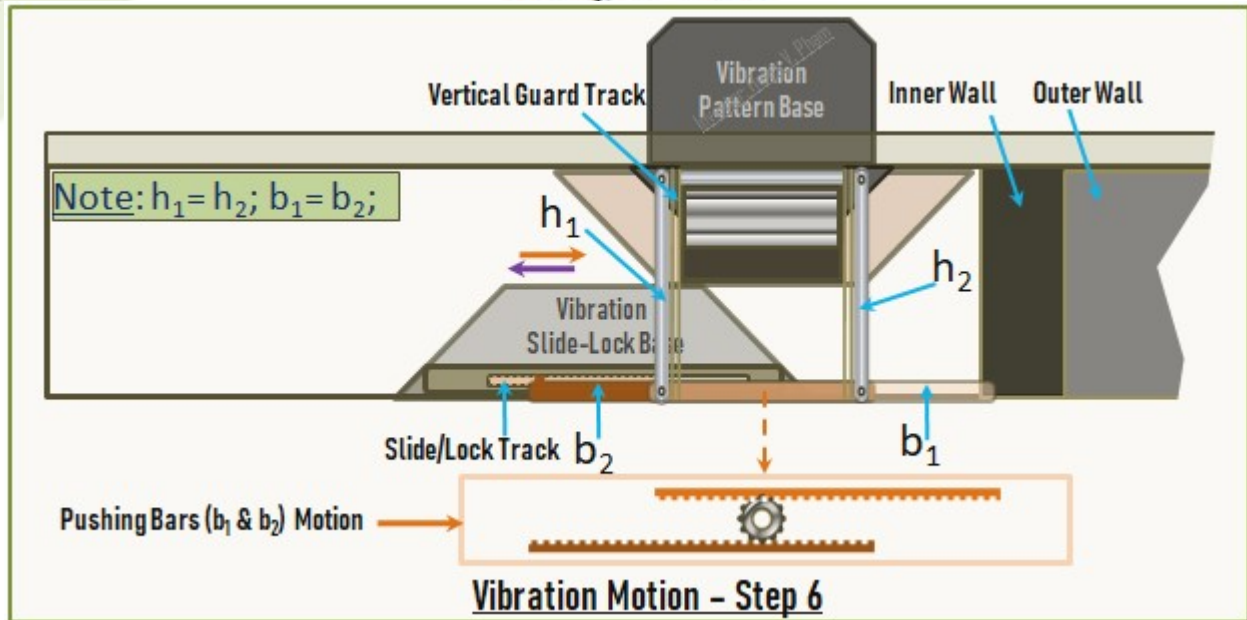 Vibration
Pattern Base
Vertical Guard Track
Inner Wall
Outer Wall
Note: h₁= h₂; b₁= b₂;
h₁
h₂
Vibration
Slide-Lock Base
Slide/Lock Track
b₂
b₁
Pushing Bars (b₁ & b₂) Motion
Vibration Motion – Step 6